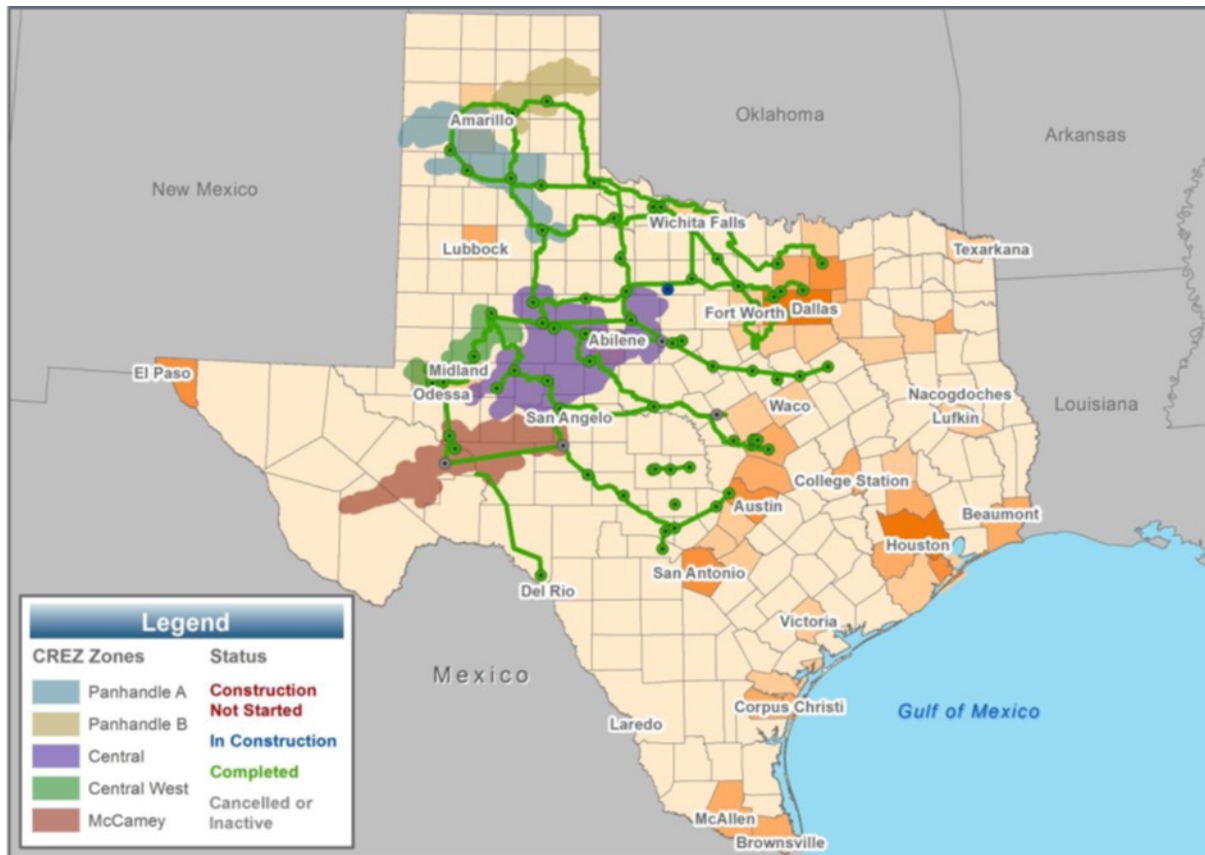 Oklahoma
Amarillo
Arkansas
New Mexico
Wichita Falls
Lubbock
Texarkana
Fort Worth
Dallas
Abilene
El Paso
Midland
Odessa
Nacogdoches
Lufkin
Waco
Louisiana
San Angelo
College Station
Austin
Beaumont
Houston
San Antonio
Del Rio
Victoria
Mexico
Corpus Christi
Gulf of Mexico
Laredo
McAllen
Brownsville
Legend
CREZ Zones
Panhandle A
Panhandle B
Central
Central West
McCamey
Status
Construction
Not Started
In Construction
Completed
Cancelled or
Inactive